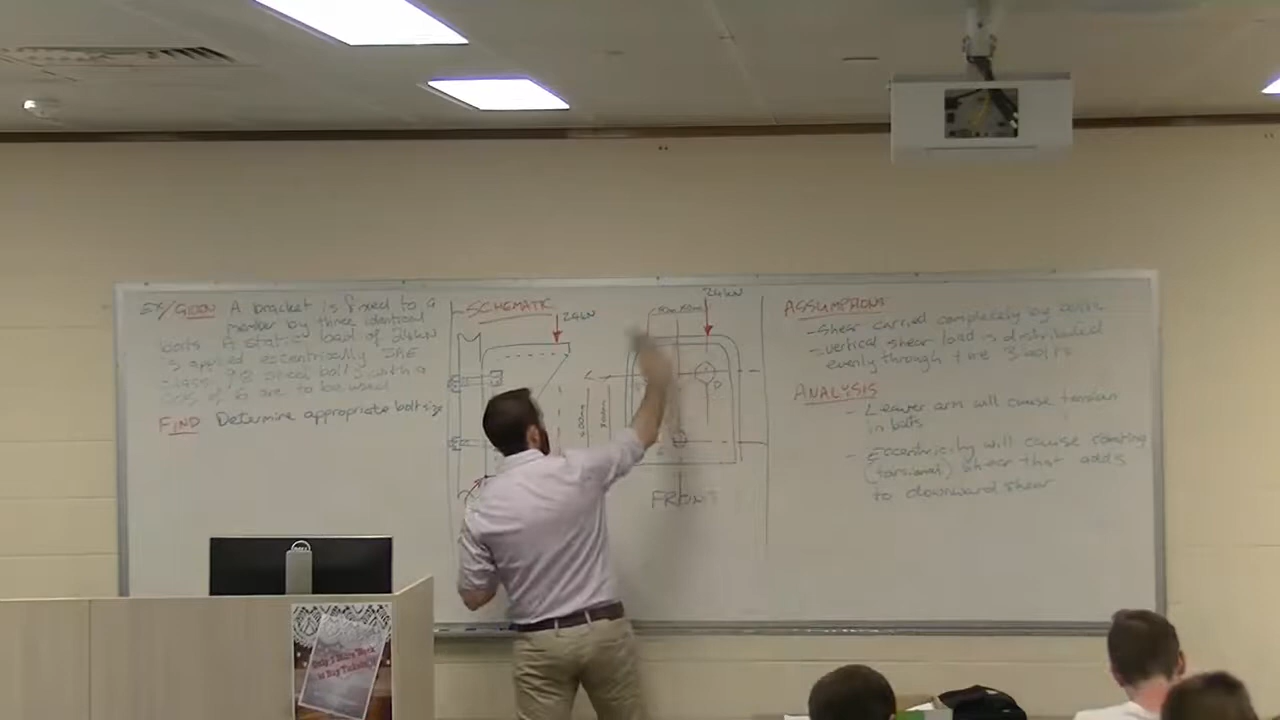 EX/GIVEN A bracket is fixed to a
member by three identical
bolts. A static load of 24kN
is applied eccentrically. SAE
class 9.8 steel bolts with a
of 6 are to be used
FIND Determine appropriate bolt size
SCHEMATIC
24kN
24kN
500mm
D
FRONT
ASSUMPTIONS
- Shear carried completely by bolts
- vertical shear load is distributed
evenly through the 3 bolts
ANALYSIS
- Leaver arm will cause tension
in bolts
- Eccentricity will cause
(torsional) shear that adds
to downward shear
DELL